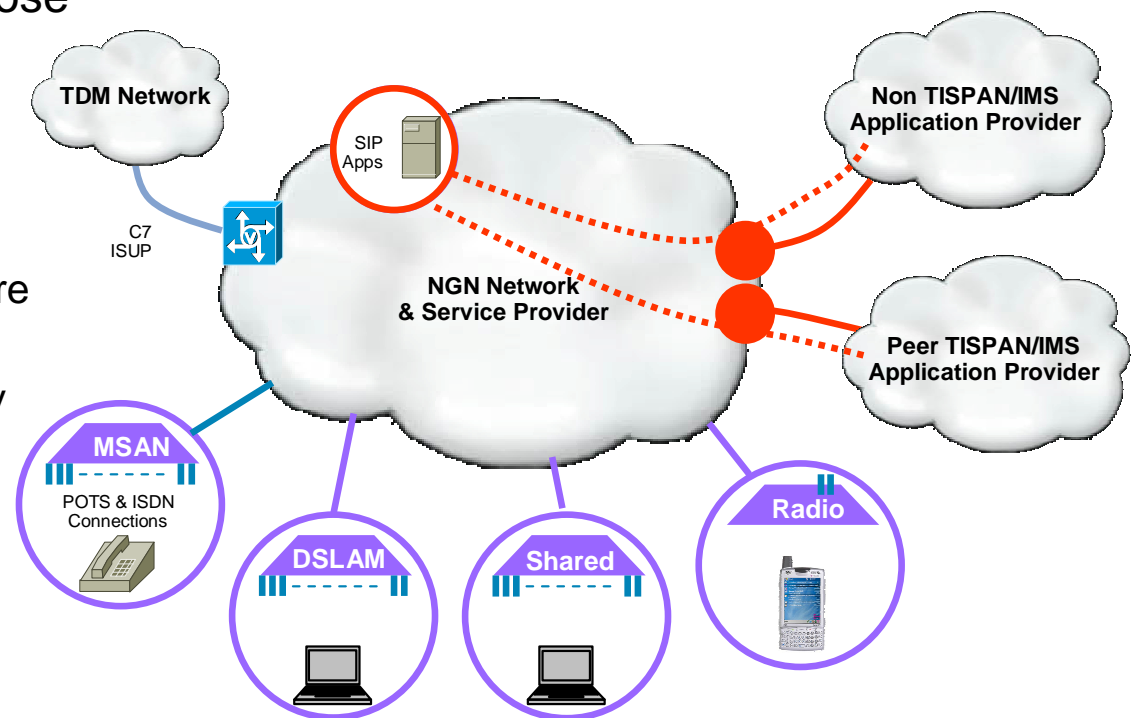 TDM Network
Non TISPAN/IMS
Application Provider
SIP
Apps
C7
ISUP
V
NGN Network
& Service Provider
re
Peer TISPAN/IMS
Application Provider
y
MSAN
POTS & ISDN
Connections
DSLAM
Shared
Radio